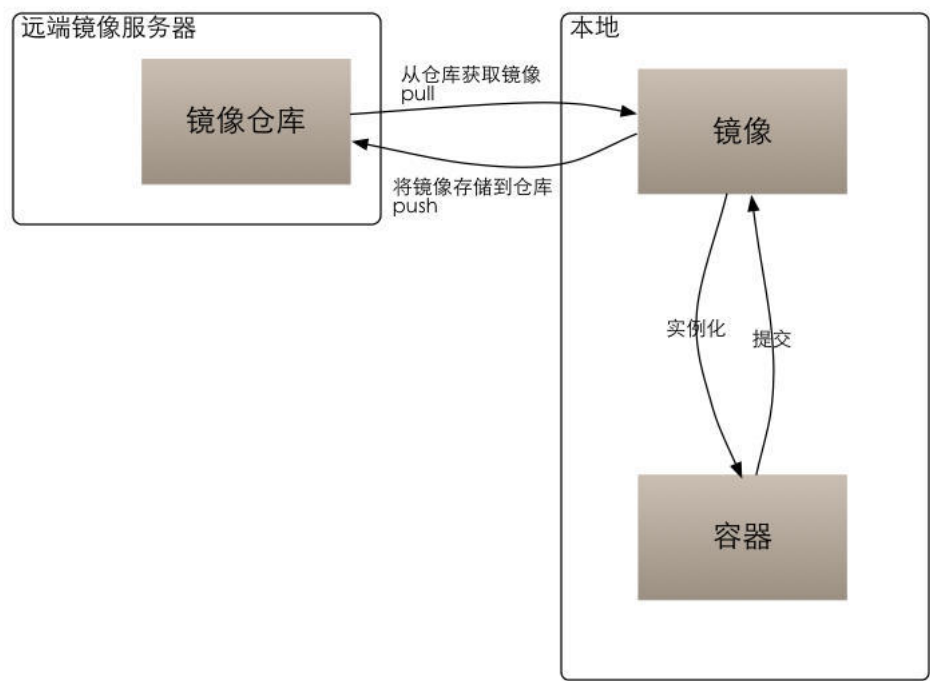 远端镜像服务器
本地
镜像仓库
从仓库获取镜像
pull
镜像
将镜像存储到仓库
push
实例化
提交
容器